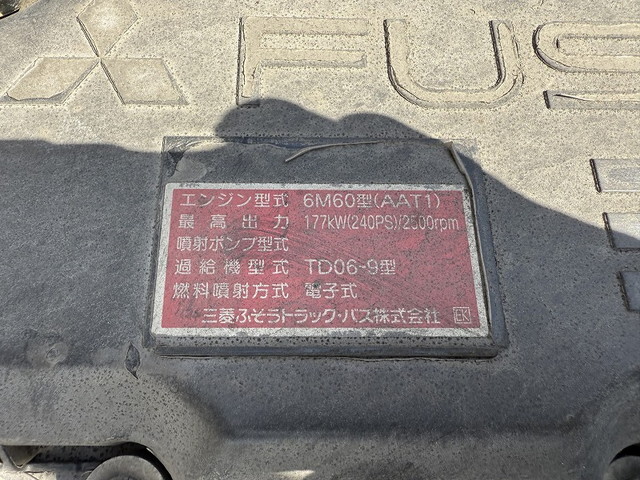 FUS
エンジン型式 6M60型(AAT1)
最高出力 177kW(240PS)/2500rpm
噴射ポンプ型式
過給機型式 TD06-9型
燃料噴射方式 電子式
三菱ふそうトラック・バス株式会社